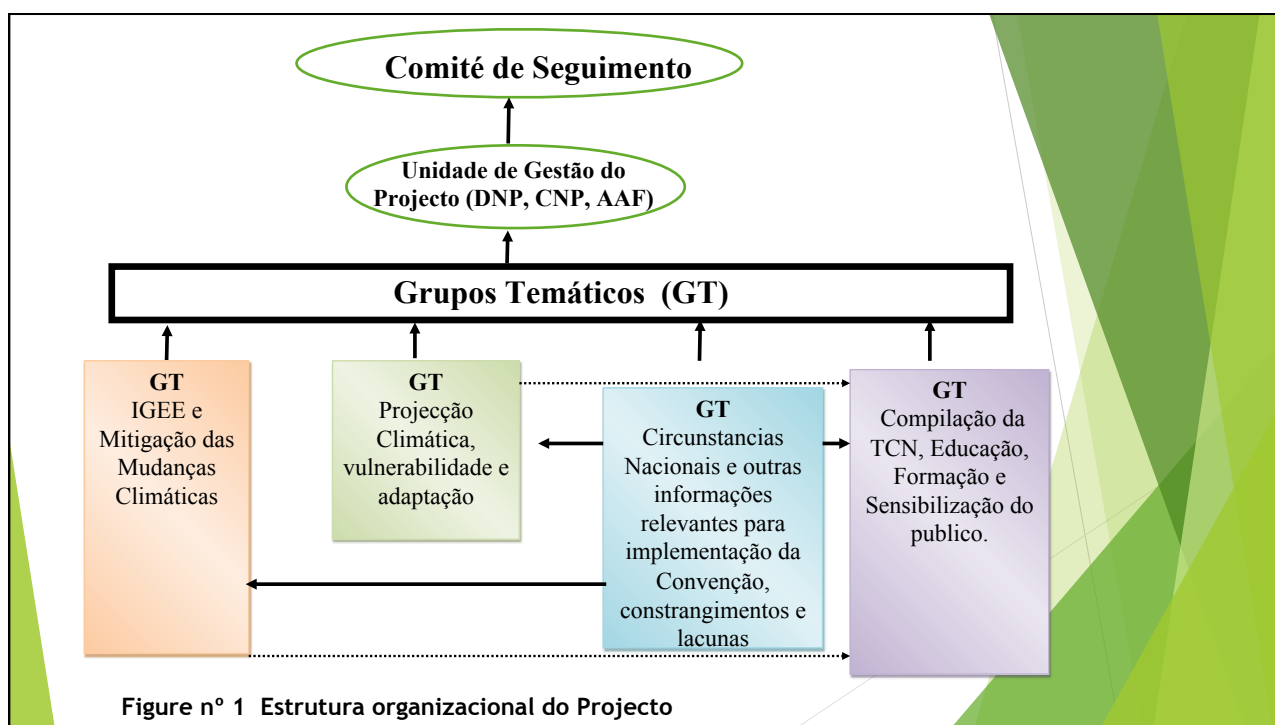 Comité de Seguimento
Unidade de Gestão do
Projecto (DNP, CNP, AAF)
Grupos Temáticos (GT)
GT
IGEE e
Mitigação das
Mudanças
Climáticas
GT
Projecção
Climática,
vulnerabilidade e
adaptação
GT
Circunstancias
Nacionais e outras
informações
relevantes para
implementação da
Convenção,
constrangimentos e
lacunas
GT
Compilação da
TCN, Educação,
Formação e
Sensibilização do
publico.
Figure nº 1 Estrutura organizacional do Projecto